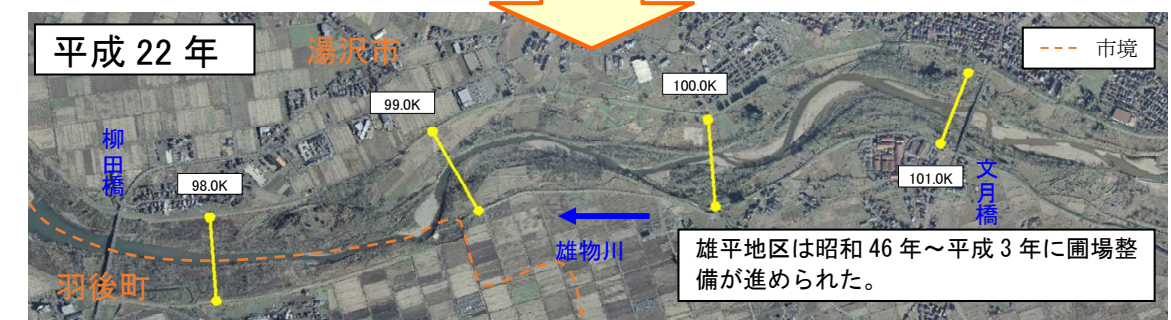 平成 22 年
湯沢市
市境
100.0K
99.0K
柳田橋
98.0K
101.0K
文月橋
雄物川
羽後町
雄平地区は昭和 46 年～平成 3 年に圃場整
備が進められた。